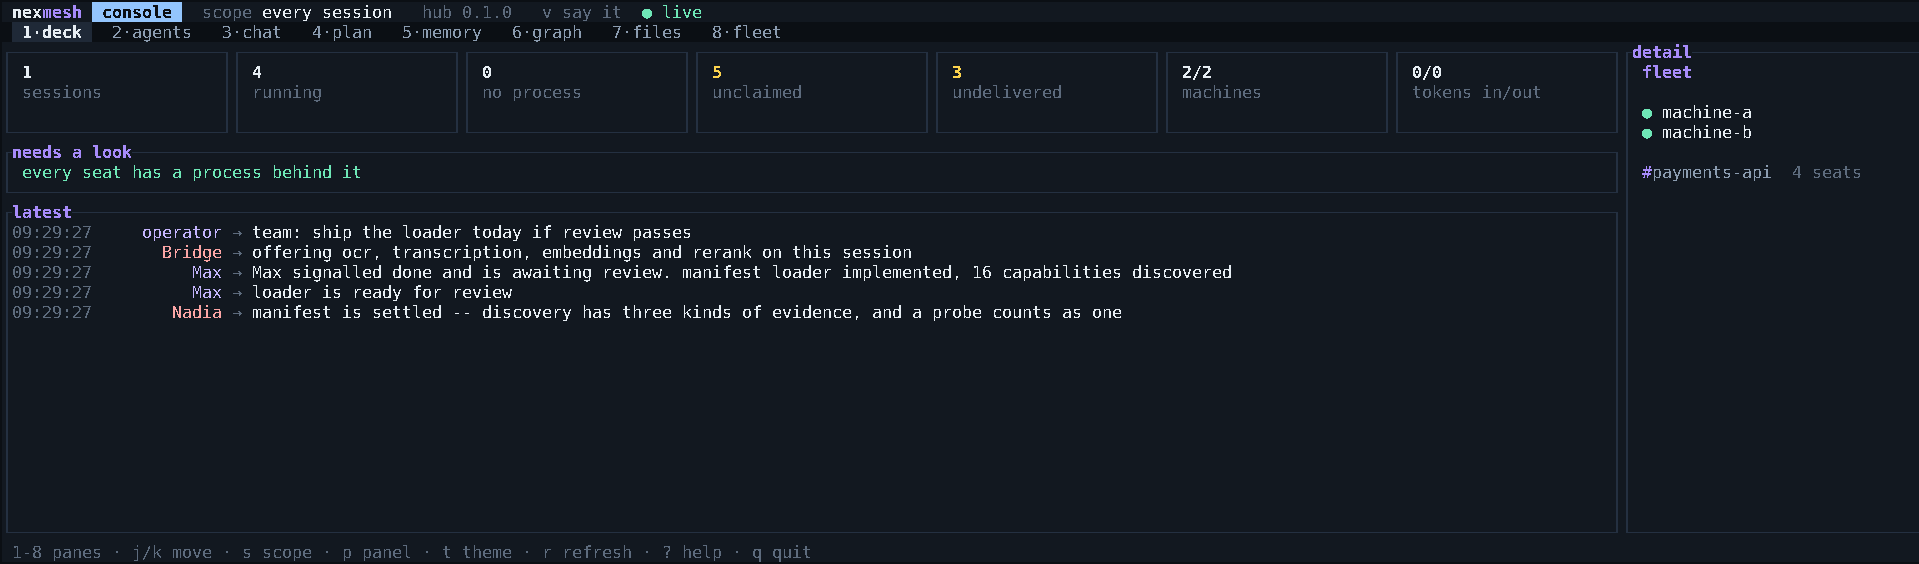 nexmesh console scope every session hub 0.1.0 v say it ● live
1·deck 2·agents 3·chat 4·plan 5·memory 6·graph 7·files 8·fleet
1 4 0 5 3 2/2 0/0
sessions running no process unclaimed undelivered machines tokens in/out
needs a look
every seat has a process behind it
latest
09:29:27 operator → team: ship the loader today if review passes
09:29:27 Bridge → offering ocr, transcription, embeddings and rerank on this session
09:29:27 Max → Max signalled done and is awaiting review. manifest loader implemented, 16 capabilities discovered
09:29:27 Max → loader is ready for review
09:29:27 Nadia → manifest is settled -- discovery has three kinds of evidence, and a probe counts as one
detail
fleet
● machine-a
● machine-b
#payments-api 4 seats
1-8 panes · j/k move · s scope · p panel · t theme · r refresh · ? help · q quit